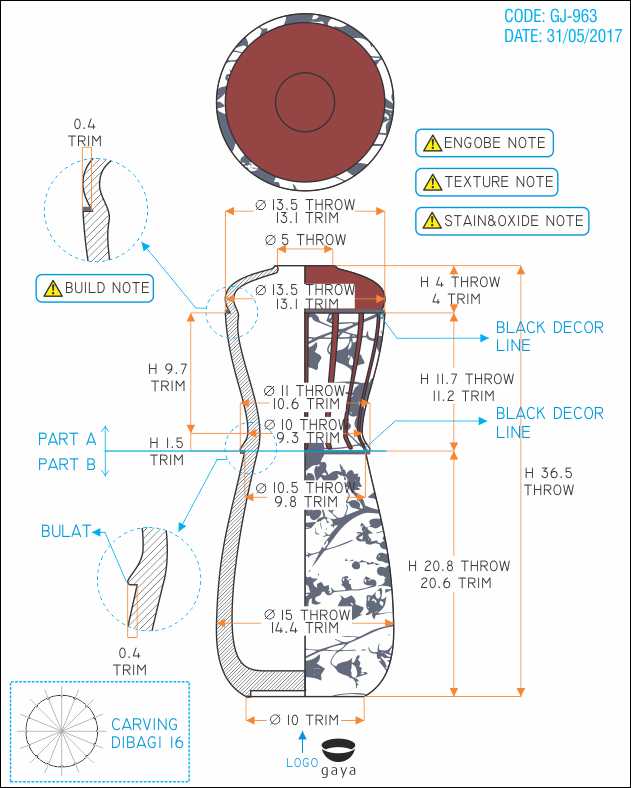 CODE: GJ-963
DATE: 31/05/2017
0.4
TRIM
ENGOBE NOTE
TEXTURE NOTE
STAIN&OXIDE NOTE
Ø 13.5 THROW
13.1 TRIM
Ø 5 THROW
BUILD NOTE
Ø 13.5 THROW
13.1 TRIM
H 4 THROW
4 TRIM
BLACK DECOR
LINE
H 9.7
TRIM
H 11.7 THROW
11.2 TRIM
Ø 11 THROW
10.6 TRIM
Ø 10 THROW
9.3 TRIM
BLACK DECOR
LINE
PART A
PART B
H 1.5
TRIM
H 36.5
THROW
Ø 10.5 THROW
9.8 TRIM
BULAT
H 20.8 THROW
20.6 TRIM
Ø 15 THROW
14.4 TRIM
0.4
TRIM
Ø 10 TRIM
CARVING
DIBAGI 16
LOGO
gaya